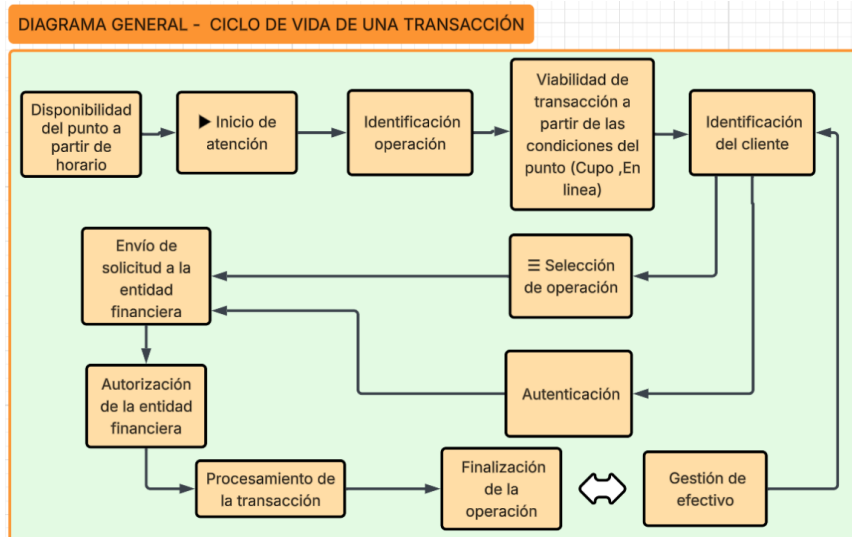 DIAGRAMA GENERAL - CICLO DE VIDA DE UNA TRANSACCIÓN
Disponibilidad
del punto a
partir de
horario
▶ Inicio de
atención
Identificación
operación
Viabilidad de
transacción a
partir de las
condiciones del
punto (Cupo ,En
linea)
Identificación
del cliente
Envío de
solicitud a la
entidad
financiera
☰ Selección
de operación
Autenticación
Autorización
de la entidad
financiera
Procesamiento de
la transacción
Finalización
de la
operación
Gestión de
efectivo